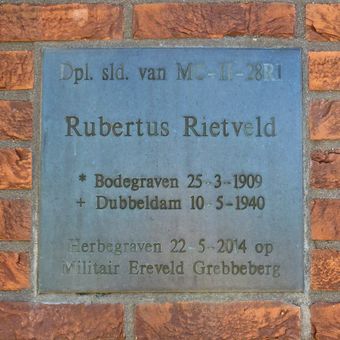 Dpl. sld. van MC-II-28RI
Rubertus Rietveld
* Bodegraven 25-3-1909
+ Dubbeldam 10-5-1940
Herbegraven 22-5-2014 op
Militair Ereveld Grebbeberg